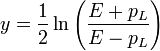 y = \frac{1}{2} \ln \left( \frac{E + p_L}{E - p_L} \right)